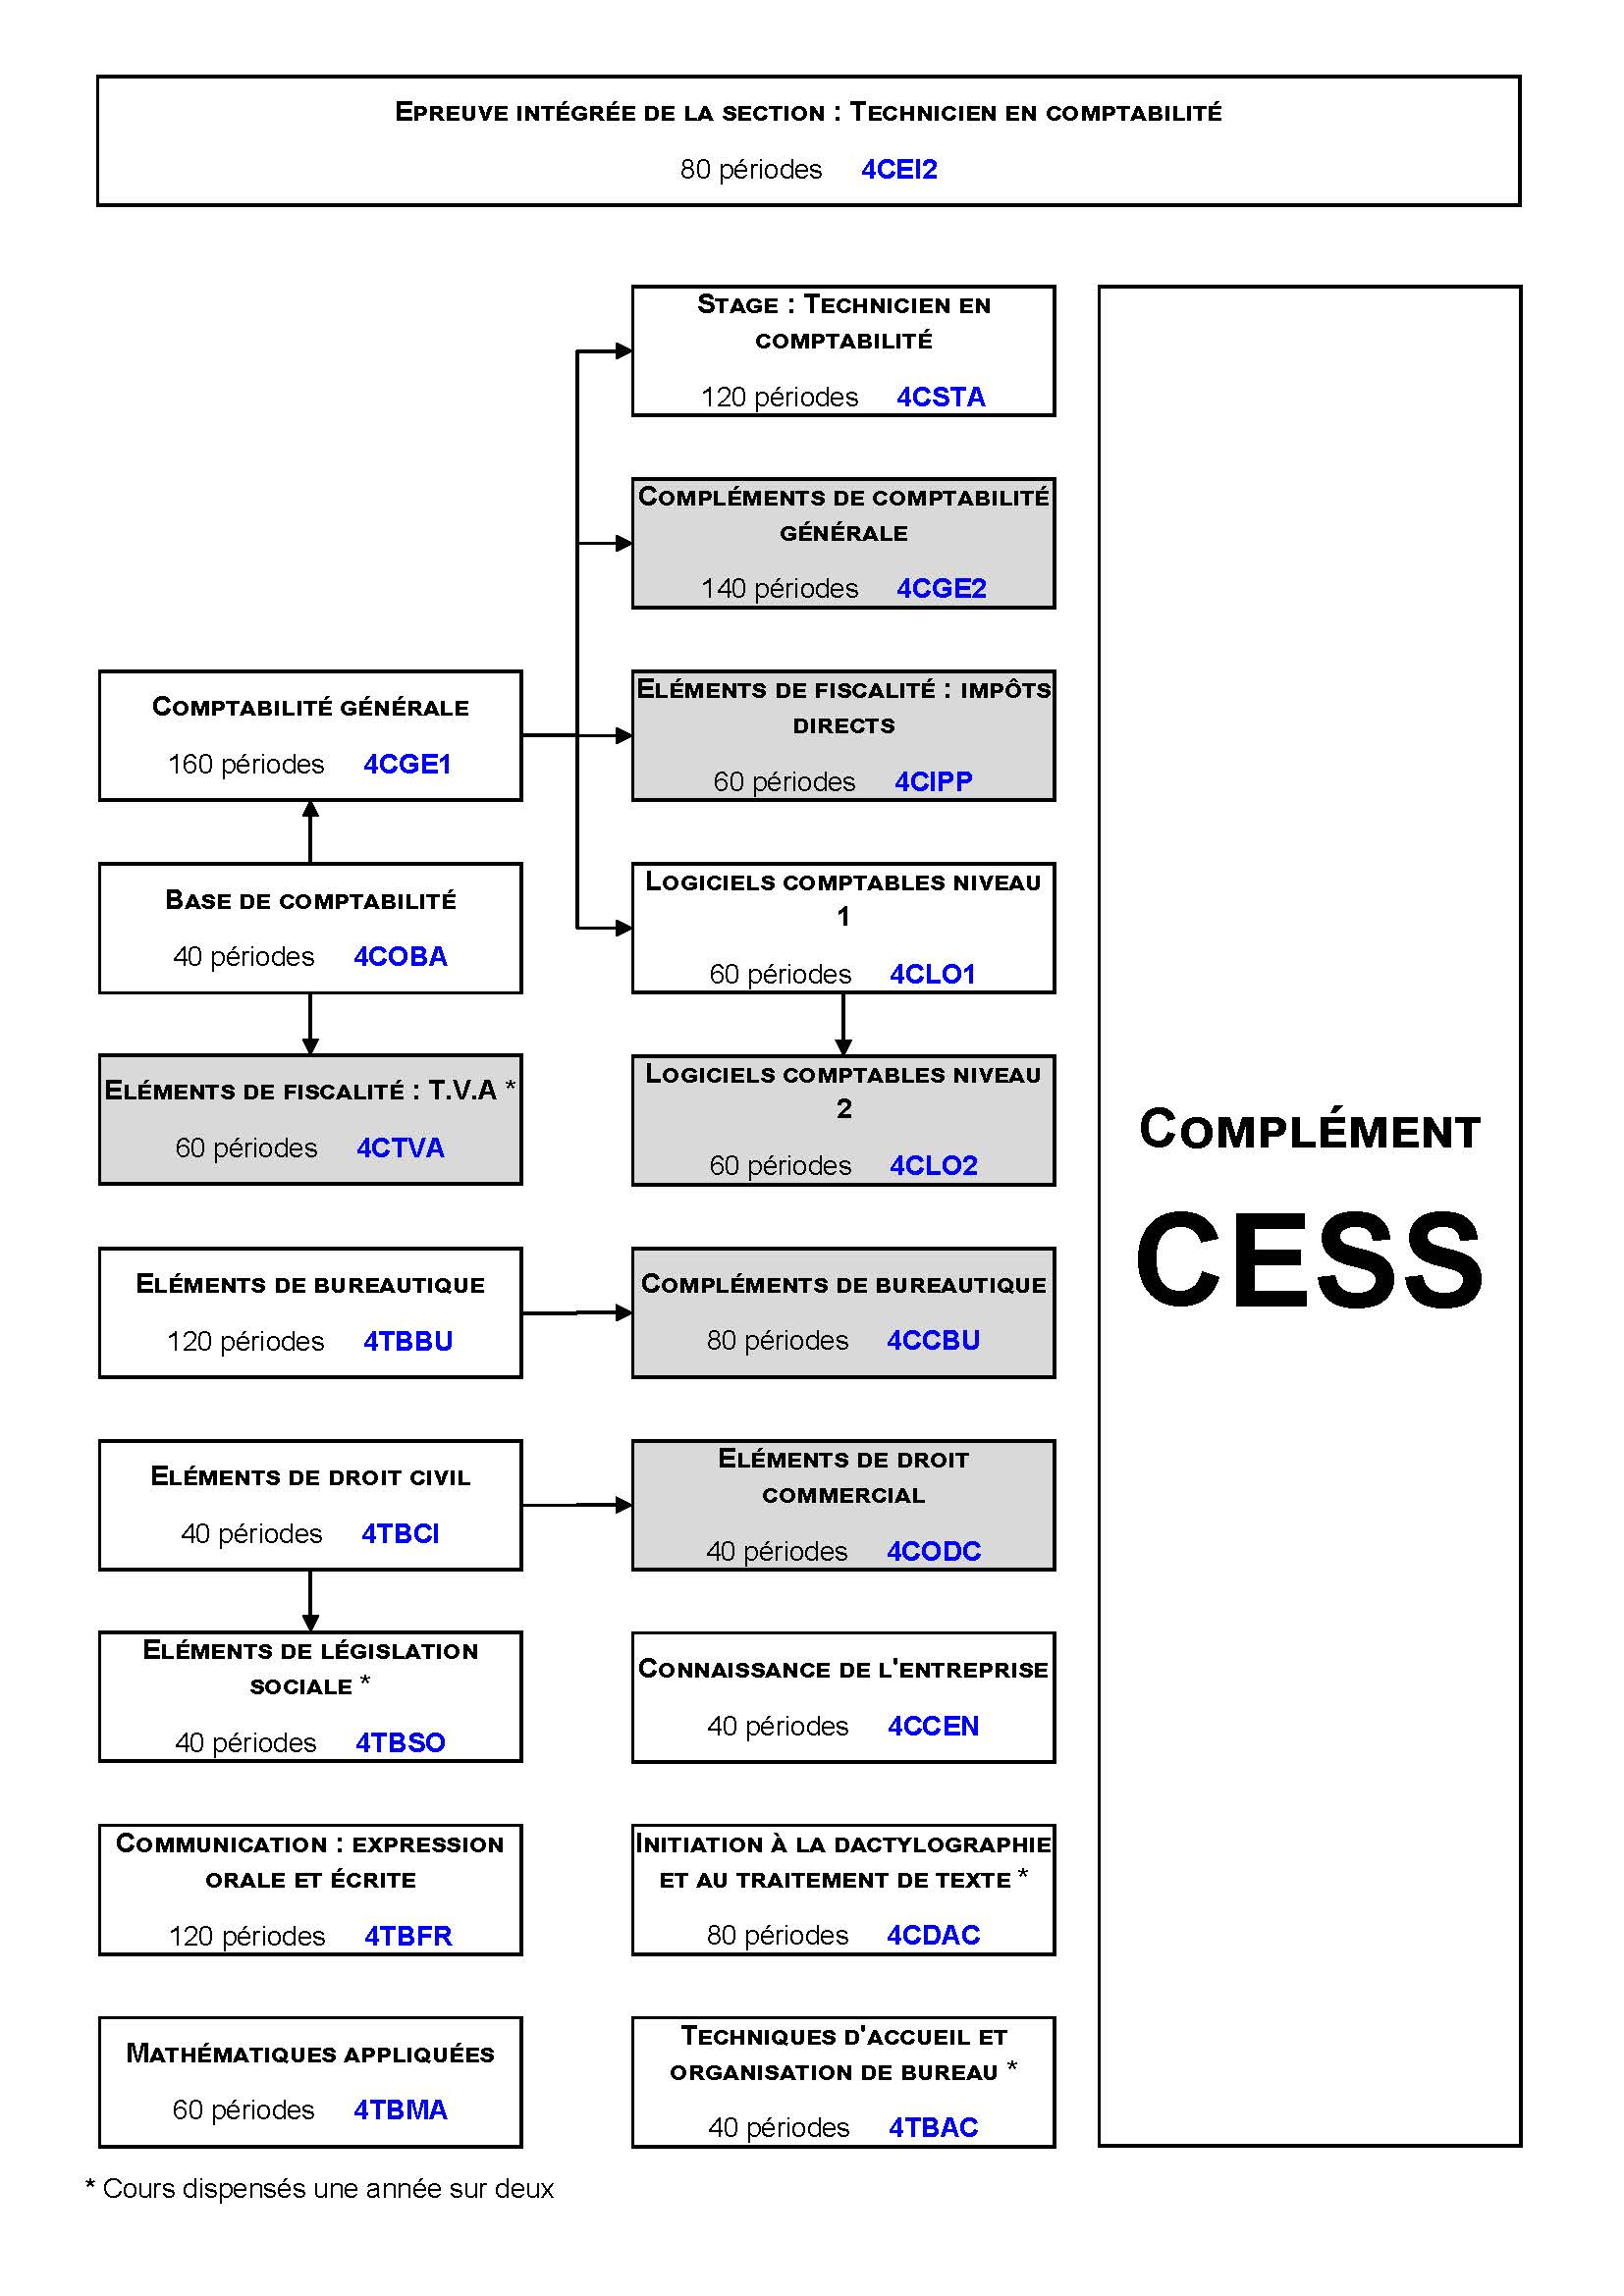 EPREUVE INTÉGRÉE DE LA SECTION : TECHNICIEN EN COMPTABILITÉ
80 périodes 4CEI2
STAGE : TECHNICIEN EN
COMPTABILITÉ
120 périodes 4CSTA
COMPLÉMENTS DE COMPTABILITÉ
GÉNÉRALE
140 périodes 4CGE2
COMPTABILITÉ GÉNÉRALE
160 périodes 4CGE1
ELÉMENTS DE FISCALITÉ : IMPÔTS
DIRECTS
60 périodes 4CIPP
BASE DE COMPTABILITÉ
40 périodes 4COBA
LOGICIELS COMPTABLES NIVEAU
1
60 périodes 4CLO1
ELÉMENTS DE FISCALITÉ : T.V.A *
60 périodes 4CTVA
LOGICIELS COMPTABLES NIVEAU
2
60 périodes 4CLO2
ELÉMENTS DE BUREAUTIQUE
120 périodes 4TBBU
COMPLÉMENTS DE BUREAUTIQUE
80 périodes 4CCBU
ELÉMENTS DE DROIT CIVIL
40 périodes 4TBCI
ELÉMENTS DE DROIT
COMMERCIAL
40 périodes 4CODC
ELÉMENTS DE LÉGISLATION
SOCIALE *
40 périodes 4TBSO
CONNAISSANCE DE L'ENTREPRISE
40 périodes 4CCEN
COMMUNICATION : EXPRESSION
ORALE ET ÉCRITE
120 périodes 4TBFR
INITIATION À LA DACTYLOGRAPHIE
ET AU TRAITEMENT DE TEXTE *
80 périodes 4CDAC
MATHÉMATIQUES APPLIQUÉES
60 périodes 4TBMA
TECHNIQUES D'ACCUEIL ET
ORGANISATION DE BUREAU *
40 périodes 4TBAC
COMPLÉMENT
CESS
* Cours dispensés une année sur deux